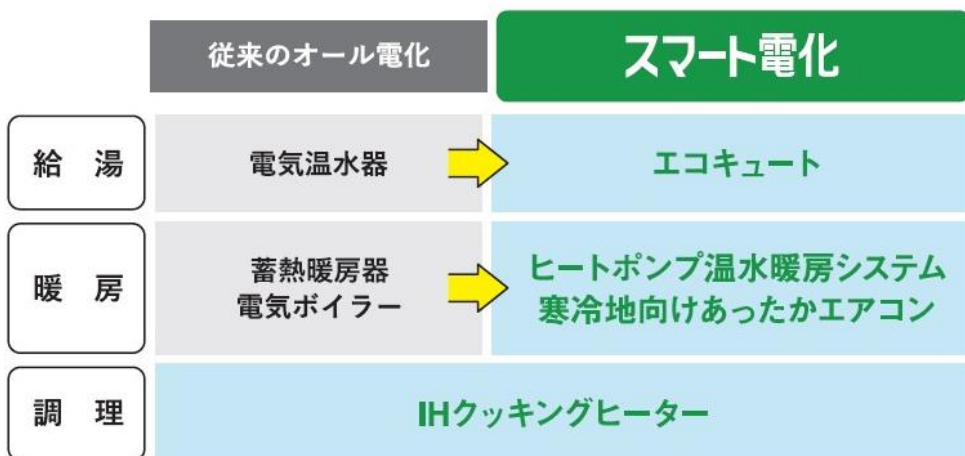 従来のオール電化
スマート電化
給 湯
電気温水器
エコキュート
暖 房
蓄熱暖房器
電気ボイラー
ヒートポンプ温水暖房システム
寒冷地向けあったかエアコン
調 理
IHクッキングヒーター